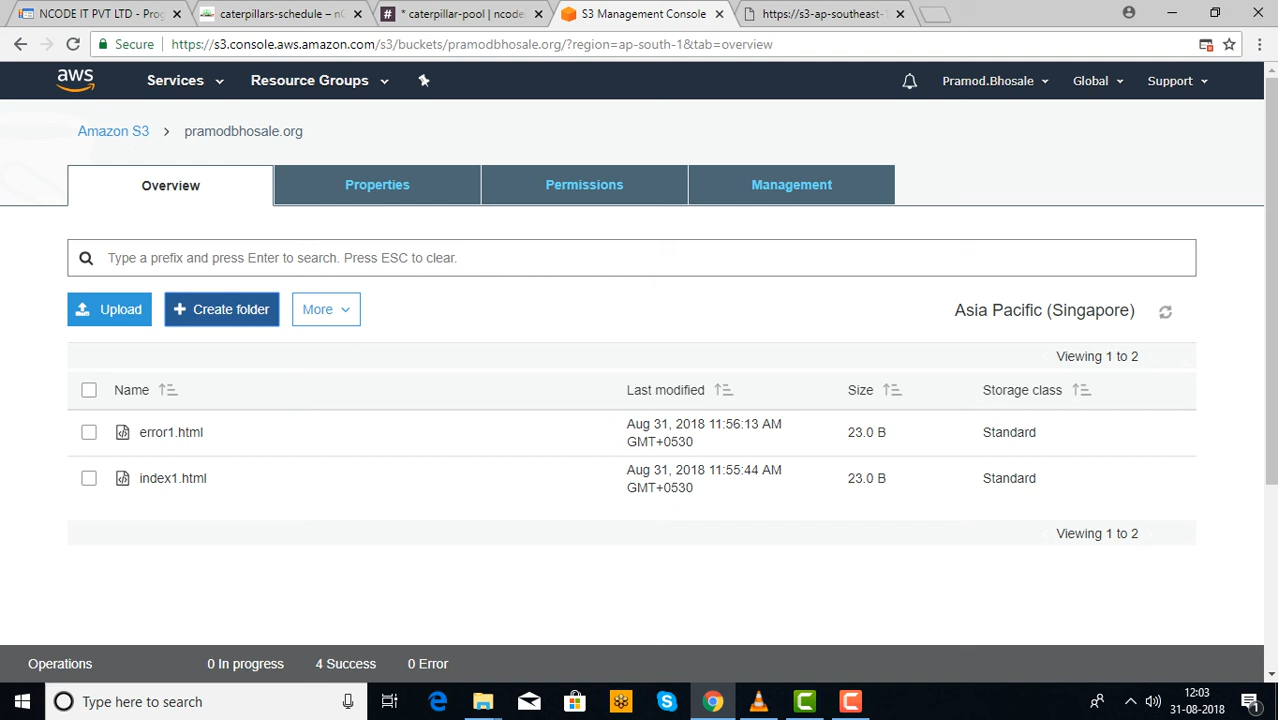 NCODE IT PVT LTD - Prog
caterpillars-schedule – n
* caterpillar-pool | ncode
S3 Management Console
https://s3-ap-southeast-
Secure
https://s3.console.aws.amazon.com/s3/buckets/pramodbhosale.org/?region=ap-south-1&tab=overview
aws
Services
Resource Groups
Pramod.Bhosale
Global
Support
Amazon S3
pramodbhosale.org
Overview
Properties
Permissions
Management
Type a prefix and press Enter to search. Press ESC to clear.
Upload
Create folder
More
Asia Pacific (Singapore)
Viewing 1 to 2
Name
Last modified
Size
Storage class
error1.html
Aug 31, 2018 11:56:13 AM
GMT+0530
23.0 B
Standard
index1.html
Aug 31, 2018 11:55:44 AM
GMT+0530
23.0 B
Standard
Viewing 1 to 2
Operations
0 In progress
4 Success
0 Error
Type here to search
12:03
31-08-2018
1